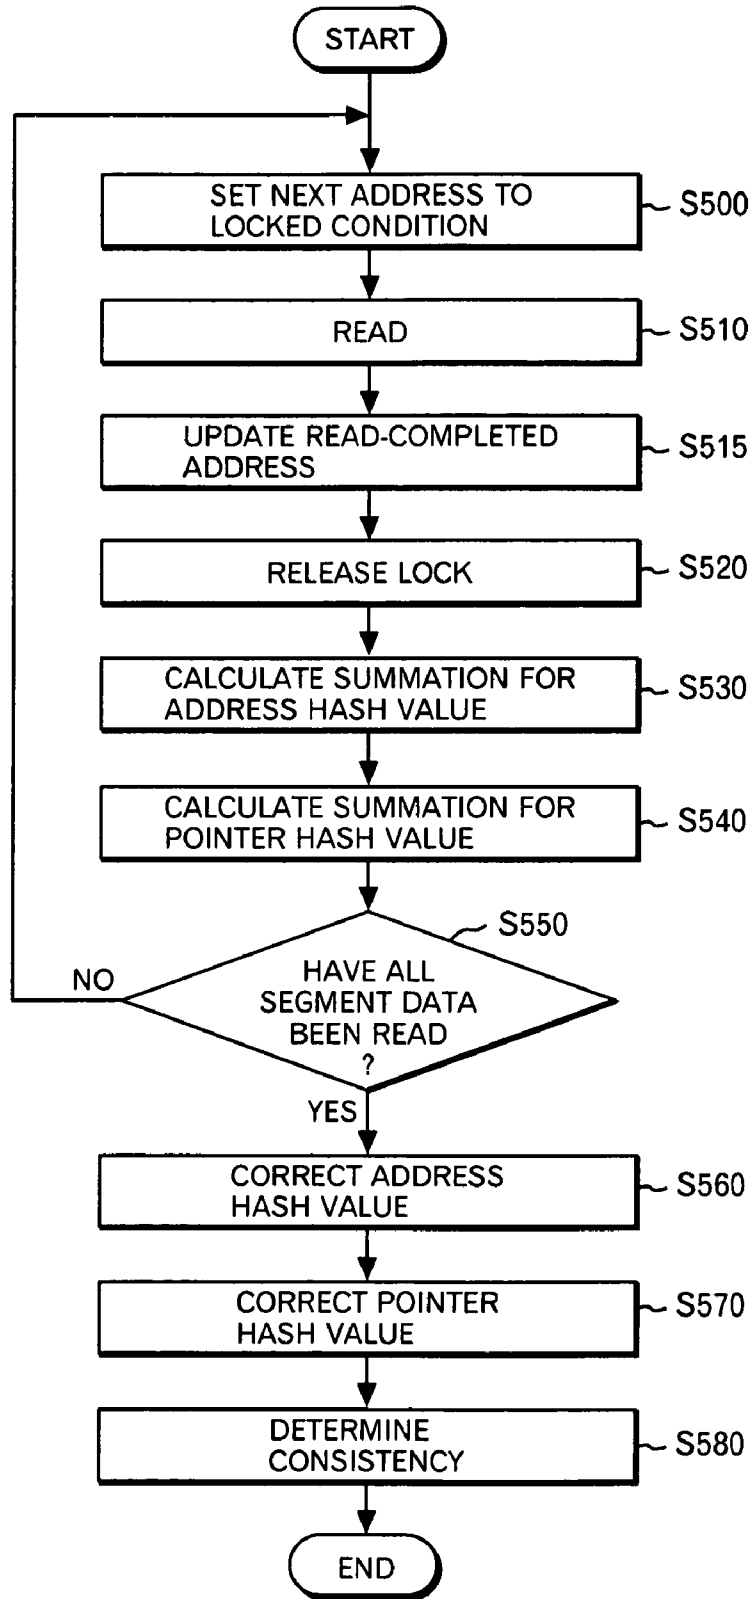 START
SET NEXT ADDRESS TO
LOCKED CONDITION
S500
READ
S510
UPDATE READ-COMPLETED
ADDRESS
S515
RELEASE LOCK
S520
CALCULATE SUMMATION FOR
ADDRESS HASH VALUE
S530
CALCULATE SUMMATION FOR
POINTER HASH VALUE
S540
S550
HAVE ALL
SEGMENT DATA
BEEN READ
?
NO
YES
CORRECT ADDRESS
HASH VALUE
S560
CORRECT POINTER
HASH VALUE
S570
DETERMINE
CONSISTENCY
S580
END